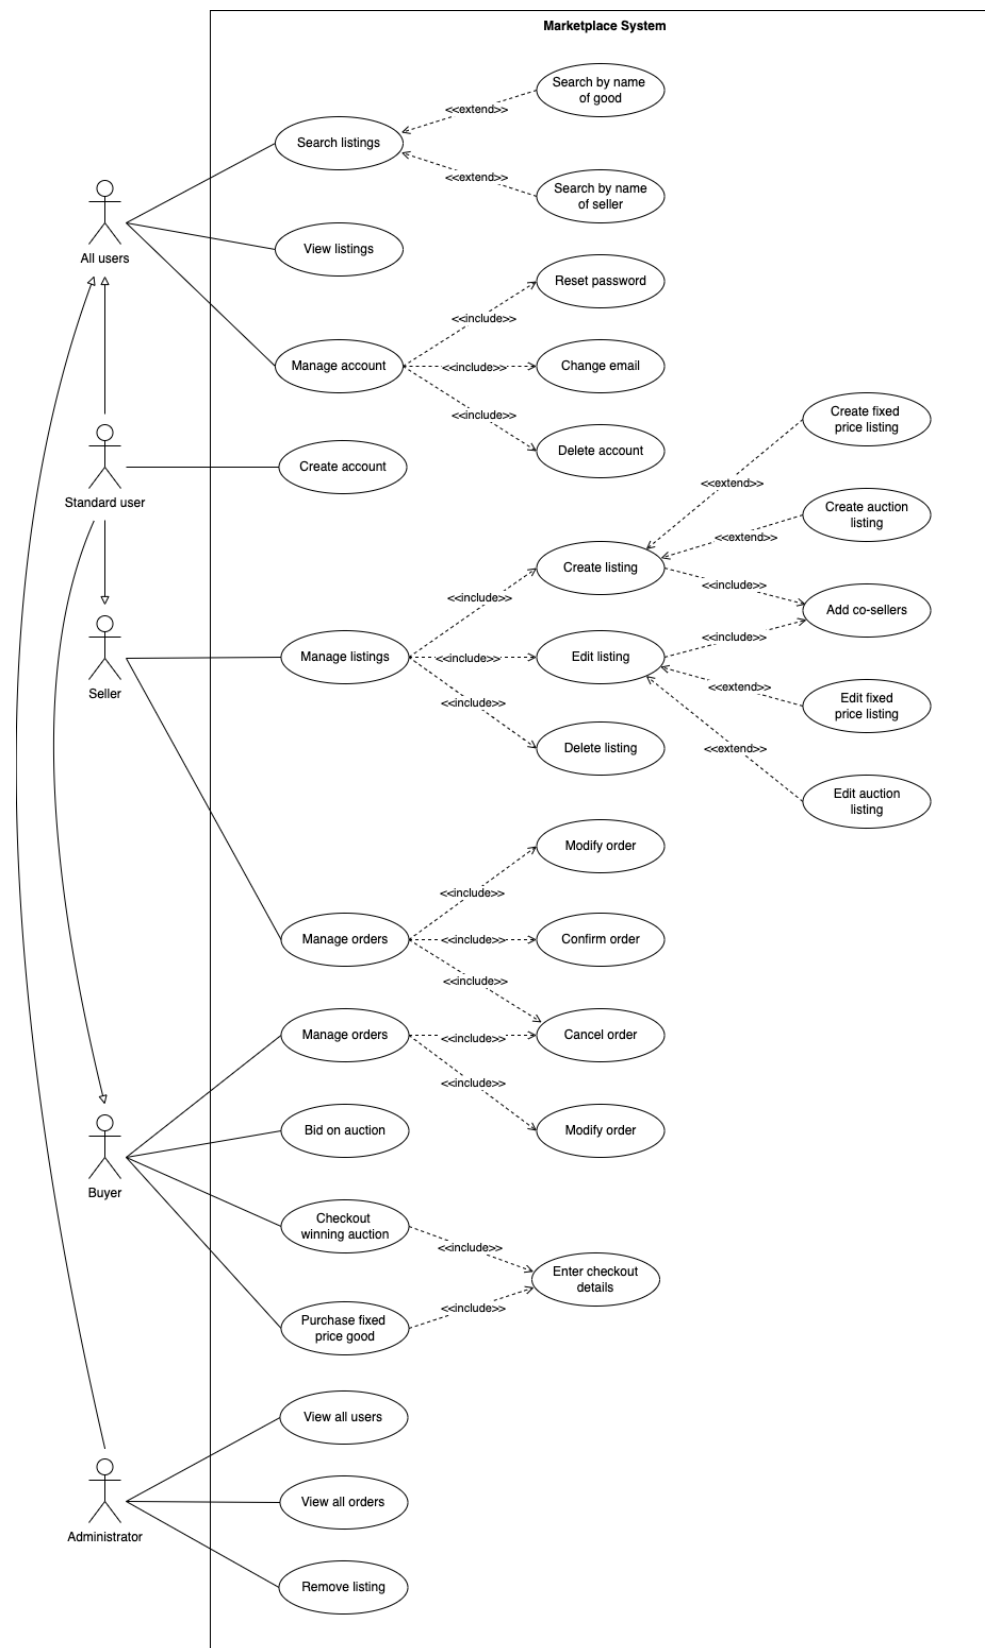 Marketplace System
Search by name
of good
<<extend>>
Search listings
<<extend>>
Search by name
of seller
All users
View listings
Reset password
<<include>>
Manage account
<<include>>
Change email
<<include>>
Delete account
Create fixed
price listing
Standard user
Create account
<<extend>>
Create auction
listing
<<extend>>
Create listing
<<include>>
<<include>>
Add co-sellers
<<include>>
Seller
Manage listings
<<include>>
Edit listing
<<extend>>
Edit fixed
price listing
<<include>>
Delete listing
<<extend>>
Edit auction
listing
Modify order
<<include>>
Manage orders
<<include>>
Confirm order
<<include>>
Manage orders
<<include>>
Cancel order
<<include>>
Bid on auction
Modify order
Buyer
Checkout
winning auction
<<include>>
Enter checkout
details
<<include>>
Purchase fixed
price good
View all users
Administrator
View all orders
Remove listing